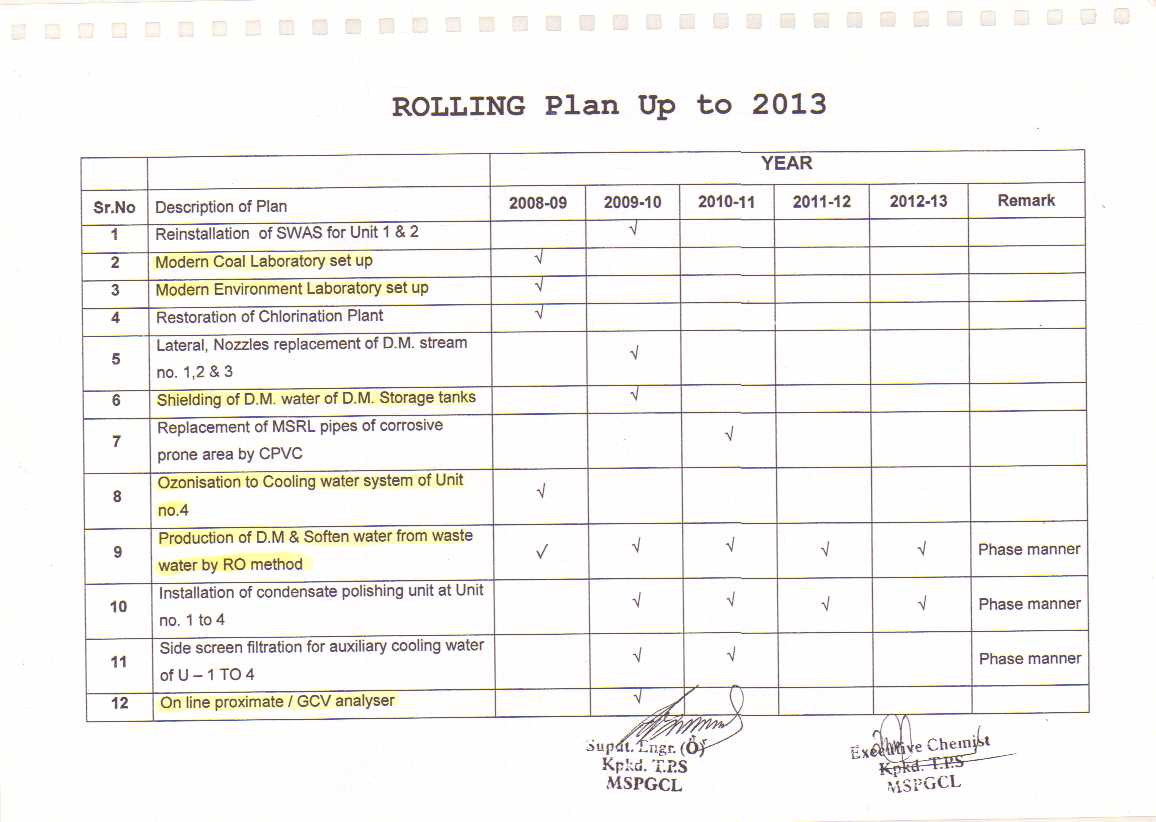 ROLLING Plan Up to 2013
YEAR
Sr.No Description of Plan 2008-09 2009-10 2010-11 2011-12 2012-13 Remark
1 Reinstallation of SWAS for Unit 1 & 2 √
2 Modern Coal Laboratory set up √
3 Modern Environment Laboratory set up √
4 Restoration of Chlorination Plant √
5 Lateral, Nozzles replacement of D.M. stream √
no. 1,2 & 3
6 Shielding of D.M. water of D.M. Storage tanks √
7 Replacement of MSRL pipes of corrosive √
prone area by CPVC
8 Ozonisation to Cooling water system of Unit √
no.4
9 Production of D.M & Soften water from waste √ √ √ √ √ Phase manner
water by RO method
10 Installation of condensate polishing unit at Unit √ √ √ √ Phase manner
no. 1 to 4
11 Side screen filtration for auxiliary cooling water √ √ Phase manner
of U – 1 TO 4
12 On line proximate / GCV analyser √
Supdt. Engr. (O) Executive Chemist
Kpkd. T.P.S Kpkd. T.P.S
MSPGCL MSPGCL